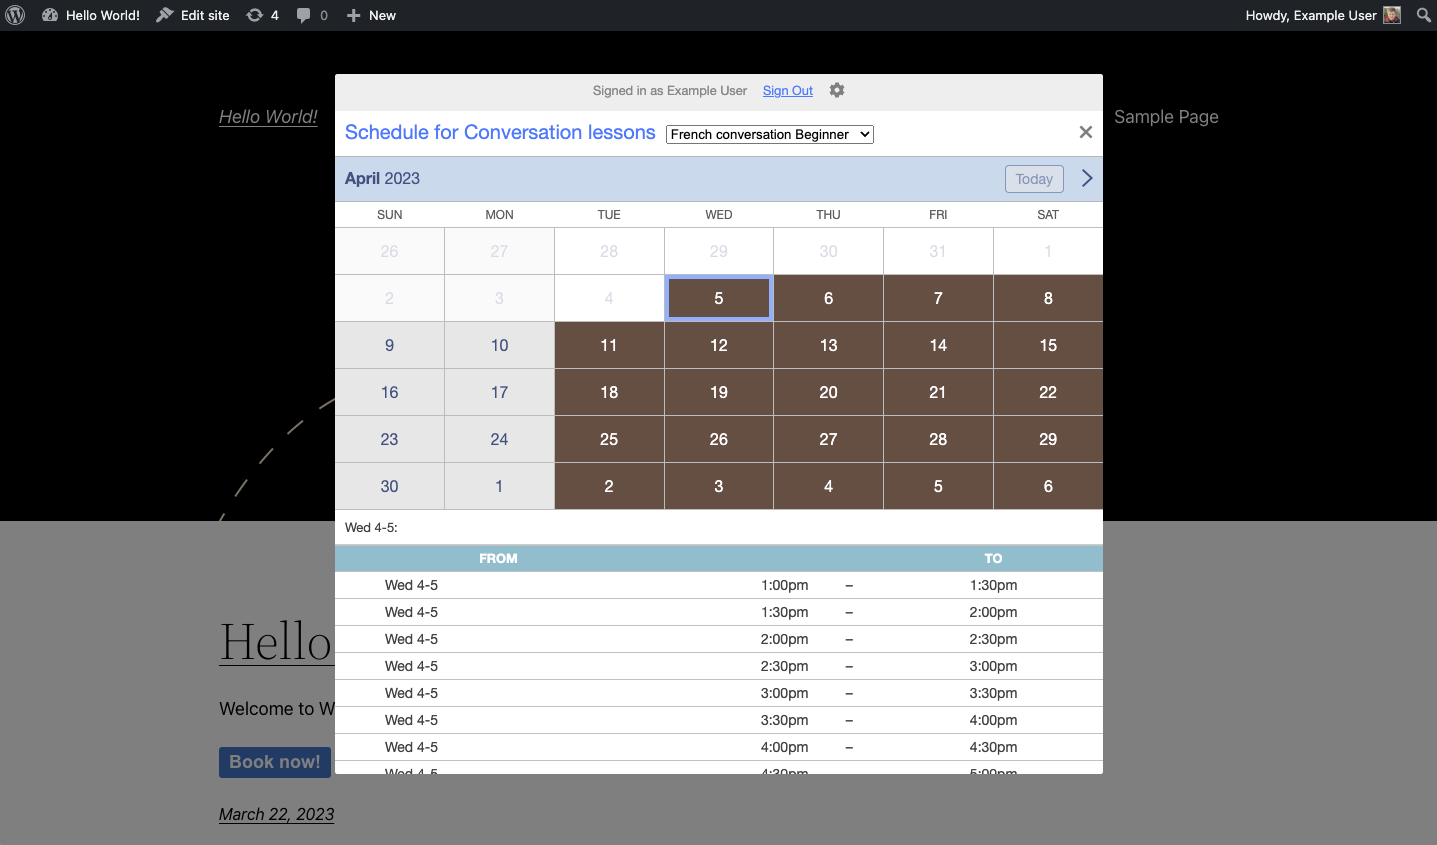 Hello World! Edit site 4 0 New Howdy, Example User
Signed in as Example User Sign Out
Hello World! Sample Page
Schedule for Conversation lessons French conversation Beginner
April 2023 Today
SUN MON TUE WED THU FRI SAT
26 27 28 29 30 31 1
2 3 4 5 6 7 8
9 10 11 12 13 14 15
16 17 18 19 20 21 22
23 24 25 26 27 28 29
30 1 2 3 4 5 6
Wed 4-5:
FROM TO
Wed 4-5 1:00pm – 1:30pm
Wed 4-5 1:30pm – 2:00pm
Wed 4-5 2:00pm – 2:30pm
Wed 4-5 2:30pm – 3:00pm
Wed 4-5 3:00pm – 3:30pm
Wed 4-5 3:30pm – 4:00pm
Wed 4-5 4:00pm – 4:30pm
Wed 4-5 4:30pm 5:00pm
Hello
Welcome to W
Book now!
March 22, 2023